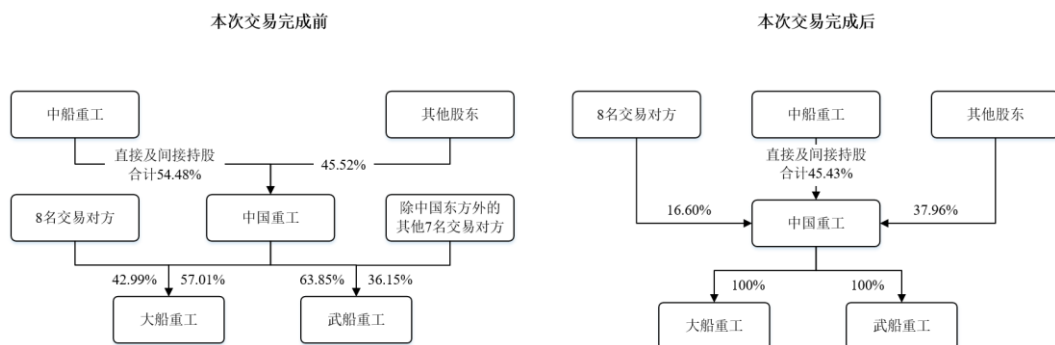 本次交易完成前
中船重工
其他股东
直接及间接持股
合计54.48%
45.52%
8名交易对方
中国重工
除中国东方外的
其他7名交易对方
42.99%
57.01%
63.85%
36.15%
大船重工
武船重工
本次交易完成后
8名交易对方
中船重工
其他股东
直接及间接持股
合计45.43%
16.60%
37.96%
中国重工
100%
100%
大船重工
武船重工